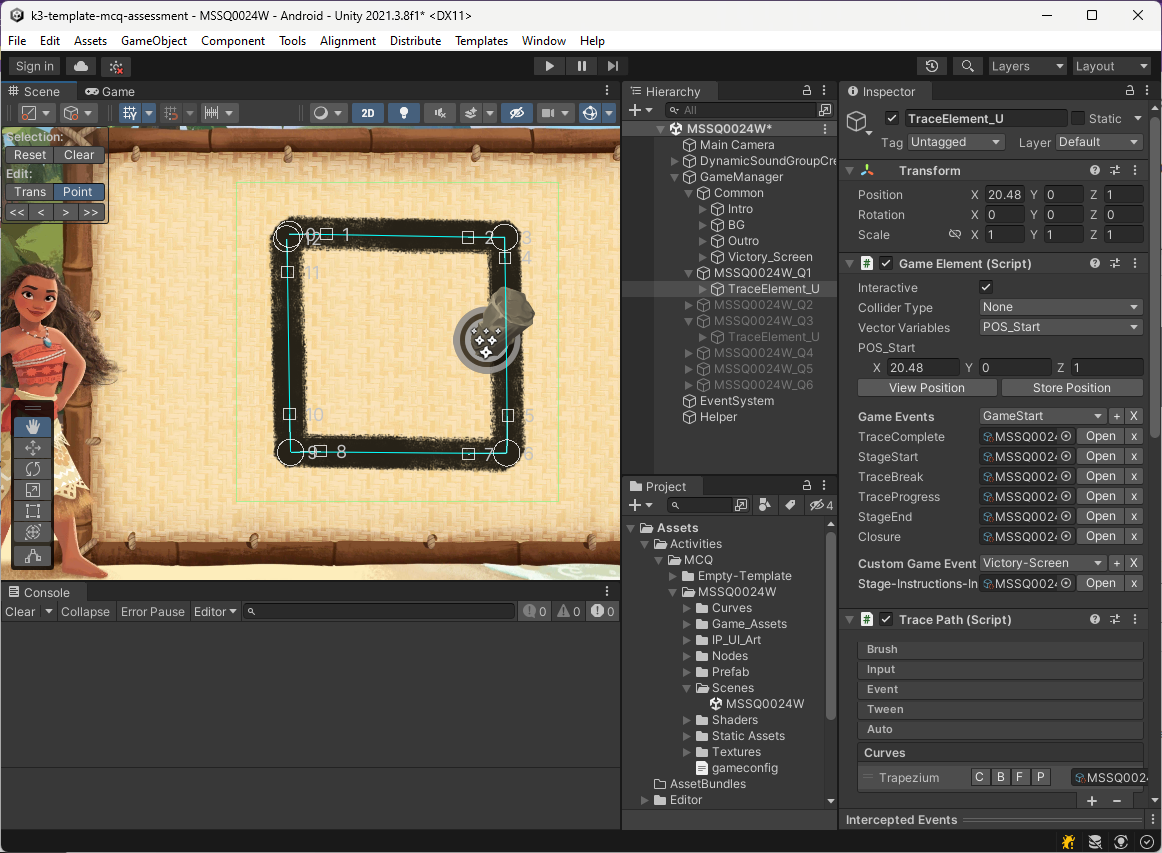 k3-template-mcq-assessment - MSSQ0024W - Android - Unity 2021.3.8f1* <DX11>
File Edit Assets GameObject Component Tools Alignment Distribute Templates Window Help
Sign in
Layers
Layout
Scene
Game
2D
Selection:
Reset Clear
Edit:
Trans Point
<< < > >>
0 1 2 3
12
4
11
10
5
9 8 7 6
Console
Clear Collapse Error Pause Editor
0 0 0
Hierarchy
All
MSSQ0024W*
Main Camera
DynamicSoundGroupCre
GameManager
Common
Intro
BG
Outro
Victory_Screen
MSSQ0024W_Q1
TraceElement_U
MSSQ0024W_Q2
MSSQ0024W_Q3
TraceElement_U
MSSQ0024W_Q4
MSSQ0024W_Q5
MSSQ0024W_Q6
EventSystem
Helper
Project
4
Assets
Activities
MCQ
Empty-Template
MSSQ0024W
Curves
Game_Assets
IP_UI_Art
Nodes
Prefab
Scenes
MSSQ0024W
Shaders
Static Assets
Textures
gameconfig
AssetBundles
Editor
Inspector
TraceElement_U
Static
Tag Untagged Layer Default
Transform
Position X 20.48 Y 0 Z 1
Rotation X 0 Y 0 Z 0
Scale X 1 Y 1 Z 1
# Game Element (Script)
Interactive
Collider Type None
Vector Variables POS_Start
POS_Start
X 20.48 Y 0 Z 1
View Position Store Position
Game Events GameStart + X
TraceComplete MSSQ0024 Open x
StageStart MSSQ0024 Open x
TraceBreak MSSQ0024 Open x
TraceProgress MSSQ0024 Open x
StageEnd MSSQ0024 Open x
Closure MSSQ0024 Open x
Custom Game Event Victory-Screen + X
Stage-Instructions-In MSSQ0024 Open x
# Trace Path (Script)
Brush
Input
Event
Tween
Auto
Curves
Trapezium C B F P MSSQ002
+ −
Intercepted Events